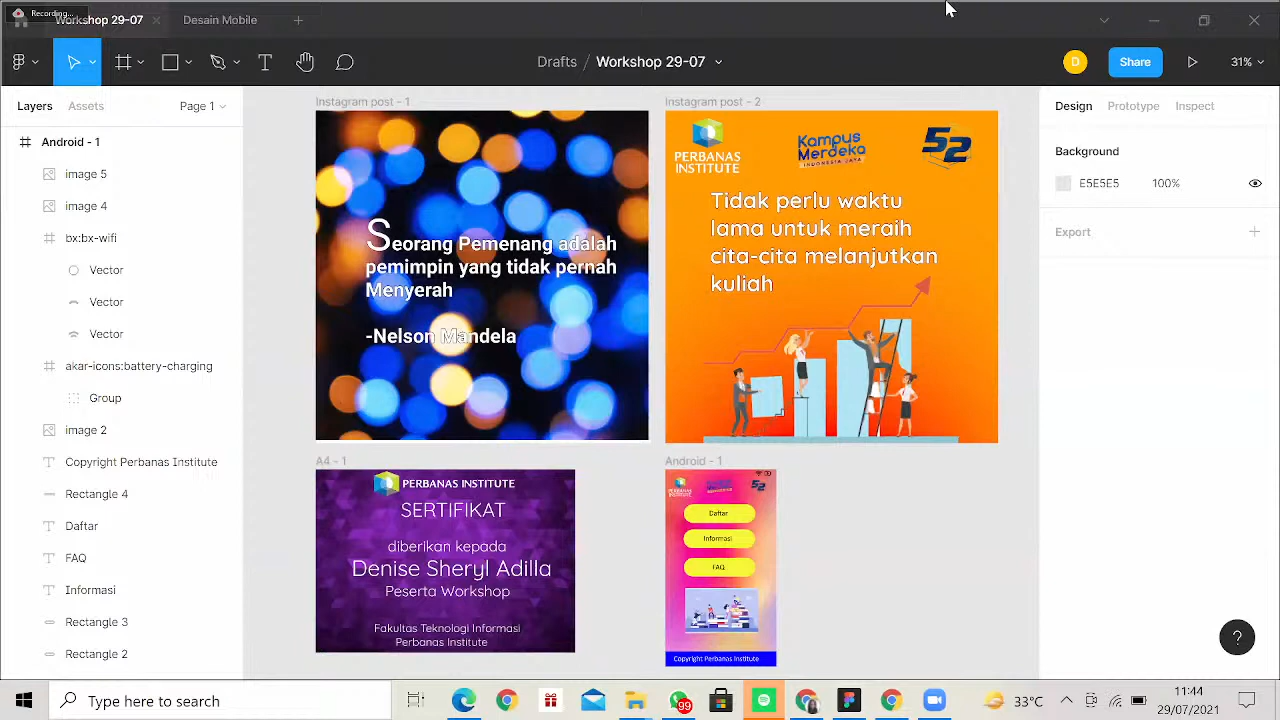 Recording...
Workshop 29-07
Desain Mobile
Drafts / Workshop 29-07
D
Share
31%
Layers
Assets
Page 1
Design
Prototype
Inspect
Android - 1
image 5
image 4
bx:bx-wifi
Vector
Vector
Vector
akar-icons:battery-charging
Group
image 2
Copyright Perbanas Institute
Rectangle 4
Daftar
FAQ
Informasi
Rectangle 3
Rectangle 2
Instagram post - 1
Seorang Pemenang adalah
pemimpin yang tidak pernah
Menyerah
-Nelson Mandela
Instagram post - 2
PERBANAS
INSTITUTE
Kampus
Merdeka
INDONESIA JAYA
52
Tidak perlu waktu
lama untuk meraih
cita-cita melanjutkan
kuliah
A4 - 1
PERBANAS INSTITUTE
SERTIFIKAT
diberikan kepada
Denise Sheryl Adilla
Peserta Workshop
Fakultas Teknologi Informasi
Perbanas Institute
Android - 1
PERBANAS
INSTITUTE
52
Daftar
Informasi
FAQ
Copyright Perbanas Institute
Background
E5E5E5
100%
Export
?
Type here to search
99
33°C
11:44
29/07/2021